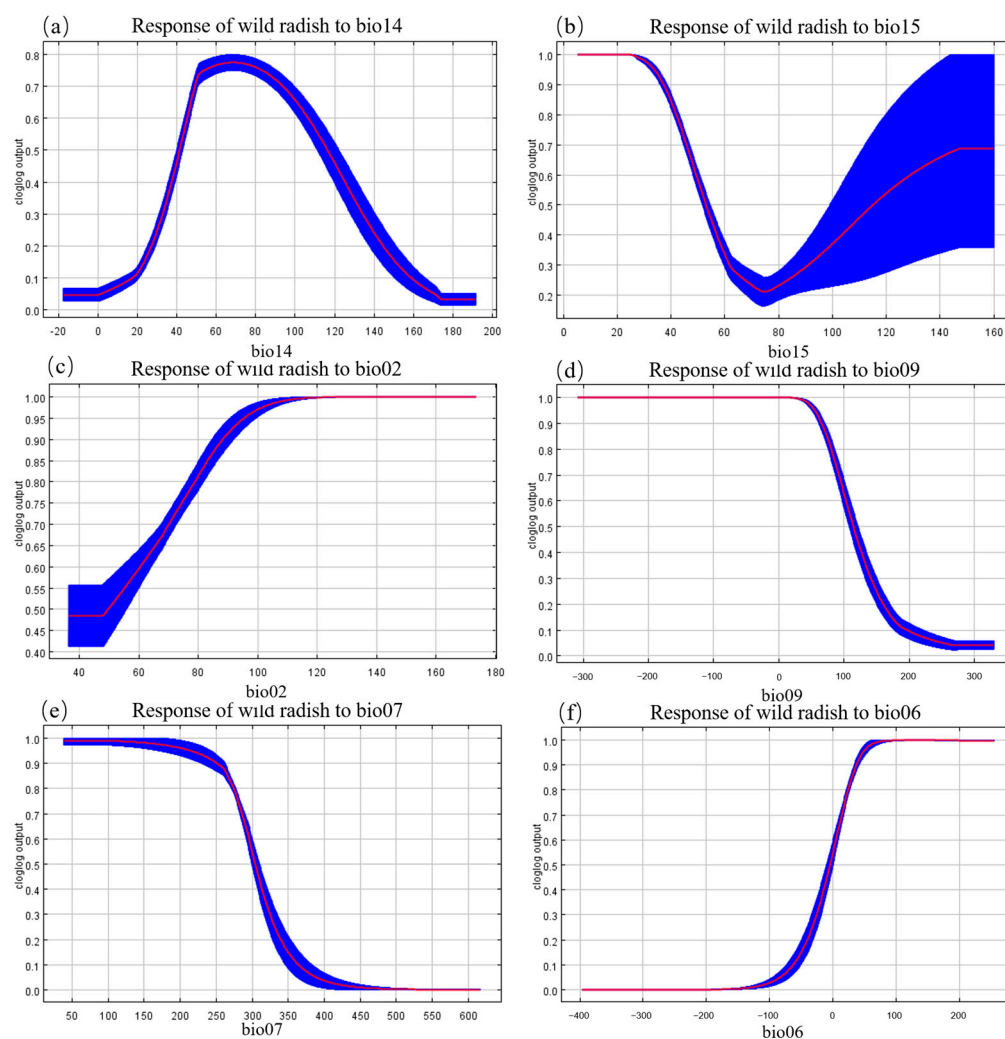 (a) Response of wild radish to bio14
cloglog output
0.8
0.7
0.6
0.5
0.4
0.3
0.2
0.1
0.0
-20 0 20 40 60 80 100 120 140 160 180 200
bio14
(b) Response of wild radish to bio15
cloglog output
1.0
0.9
0.8
0.7
0.6
0.5
0.4
0.3
0.2
0 20 40 60 80 100 120 140 160
bio15
(c) Response of wild radish to bio02
cloglog output
1.00
0.95
0.90
0.85
0.80
0.75
0.70
0.65
0.60
0.55
0.50
0.45
0.40
40 60 80 100 120 140 160 180
bio02
(d) Response of wild radish to bio09
cloglog output
1.0
0.9
0.8
0.7
0.6
0.5
0.4
0.3
0.2
0.1
0.0
-300 -200 -100 0 100 200 300
bio09
(e) Response of wild radish to bio07
cloglog output
1.0
0.9
0.8
0.7
0.6
0.5
0.4
0.3
0.2
0.1
0.0
50 100 150 200 250 300 350 400 450 500 550 600
bio07
(f) Response of wild radish to bio06
cloglog output
1.0
0.9
0.8
0.7
0.6
0.5
0.4
0.3
0.2
0.1
0.0
-400 -300 -200 -100 0 100 200
bio06